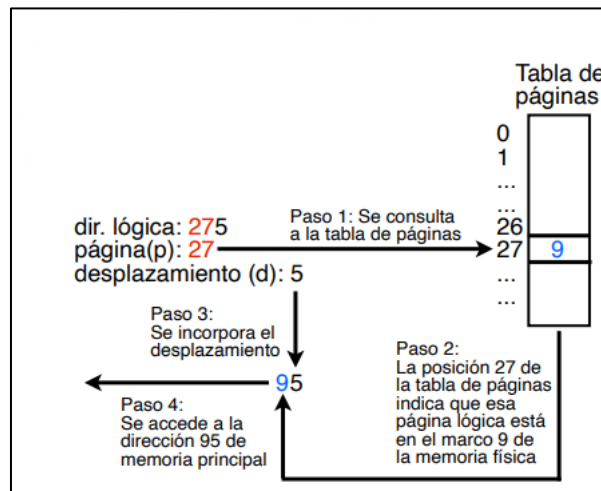 Tabla de
páginas
0
1
...
...
26
27 9
...
...
dir. lógica: 275
página(p): 27
desplazamiento (d): 5
Paso 1: Se consulta
a la tabla de páginas
Paso 3:
Se incorpora el
desplazamiento
95
Paso 2:
La posición 27 de
la tabla de páginas
indica que esa
página lógica está
en el marco 9 de
la memoria física
Paso 4:
Se accede a la
dirección 95 de
memoria principal